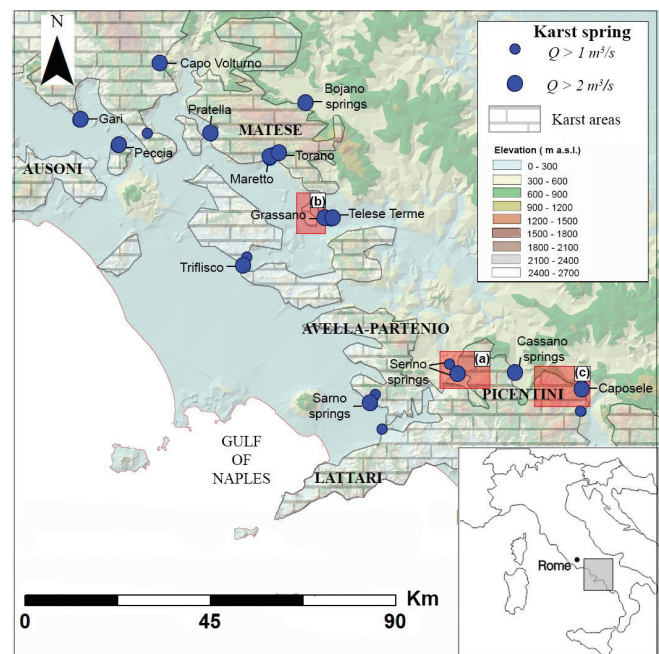 N
Karst spring
Q > 1 m³/s
Q > 2 m³/s
Karst areas
Elevation ( m a.s.l.)
0 - 300
300 - 600
600 - 900
900 - 1200
1200 - 1500
1500 - 1800
1800 - 2100
2100 - 2400
2400 - 2700
Capo Volturno
Bojano
springs
Gari
Pratella
MATESE
Peccia
Torano
AUSONI
Maretto
(b)
Grassano
Telese Terme
Triflisco
AVELLA-PARTENIO
Cassano
springs
Serino
springs
(a)
(c)
Caposele
PICENTINI
Sarno
springs
GULF
OF
NAPLES
LATTARI
Rome
Km
0
45
90